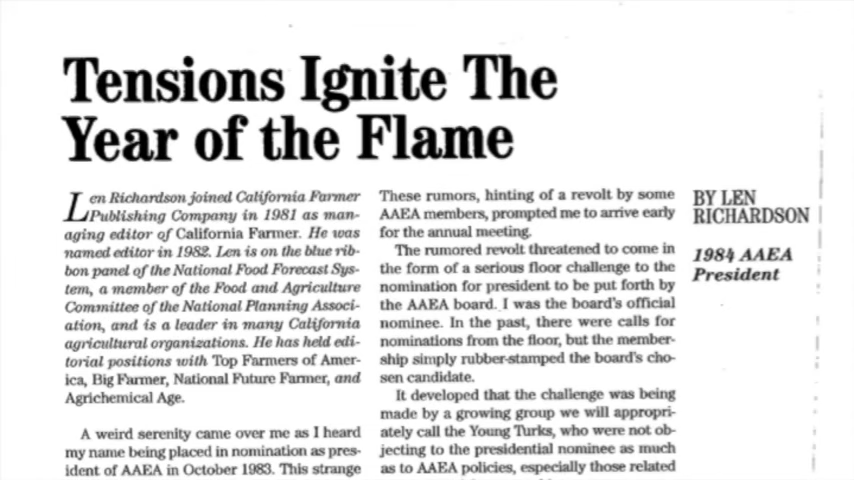 Tensions Ignite The
Year of the Flame
Len Richardson joined California Farmer
Publishing Company in 1981 as man-
aging editor of California Farmer. He was
named editor in 1982. Len is on the blue rib-
bon panel of the National Food Forecast Sys-
tem, a member of the Food and Agriculture
Committee of the National Planning Associ-
ation, and is a leader in many California
agricultural organizations. He has held edi-
torial positions with Top Farmers of Amer-
ica, Big Farmer, National Future Farmer, and
Agrichemical Age.
A weird serenity came over me as I heard
my name being placed in nomination as pres-
ident of AAEA in October 1983. This strange
These rumors, hinting of a revolt by some
AAEA members, prompted me to arrive early
for the annual meeting.
The rumored revolt threatened to come in
the form of a serious floor challenge to the
nomination for president to be put forth by
the AAEA board. I was the board's official
nominee. In the past, there were calls for
nominations from the floor, but the member-
ship simply rubber-stamped the board's cho-
sen candidate.
It developed that the challenge was being
made by a growing group we will appropri-
ately call the Young Turks, who were not ob-
jecting to the presidential nominee as much
as to AAEA policies, especially those related
BY LEN
RICHARDSON
1984 AAEA
President